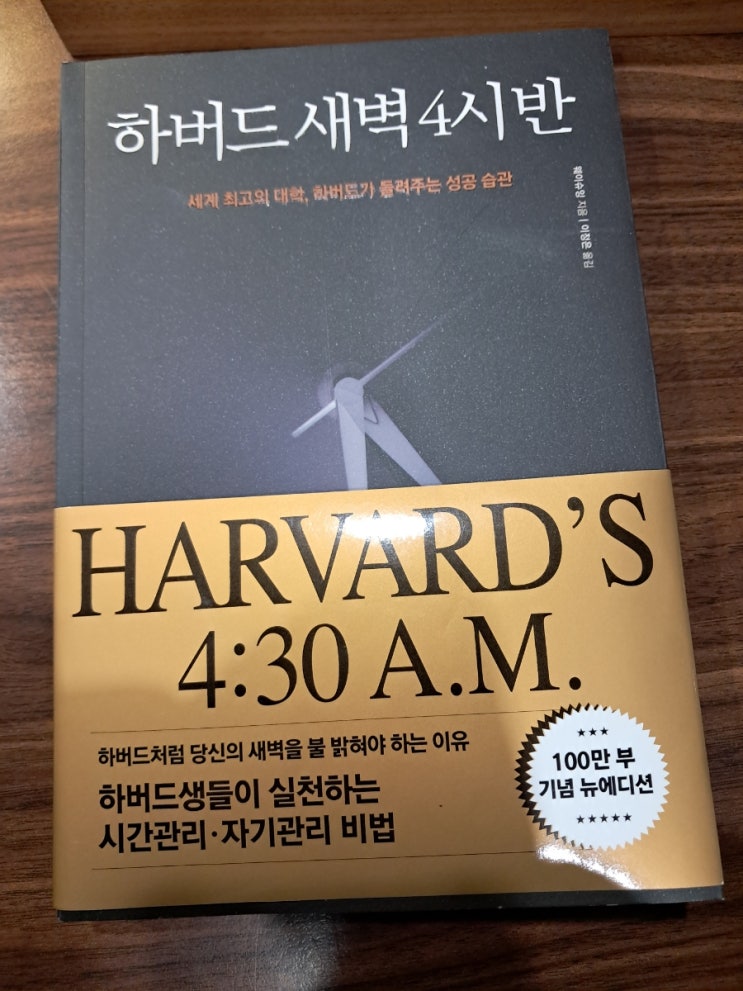 하버드 새벽 4시 반
세계 최고의 대학, 하버드가 들려주는 성공 습관
웨이슈잉 지음 | 이정은 옮김
HARVARD'S
4:30 A.M.
하버드처럼 당신의 새벽을 불 밝혀야 하는 이유
하버드생들이 실천하는
시간관리·자기관리 비법
100만 부
기념 뉴에디션